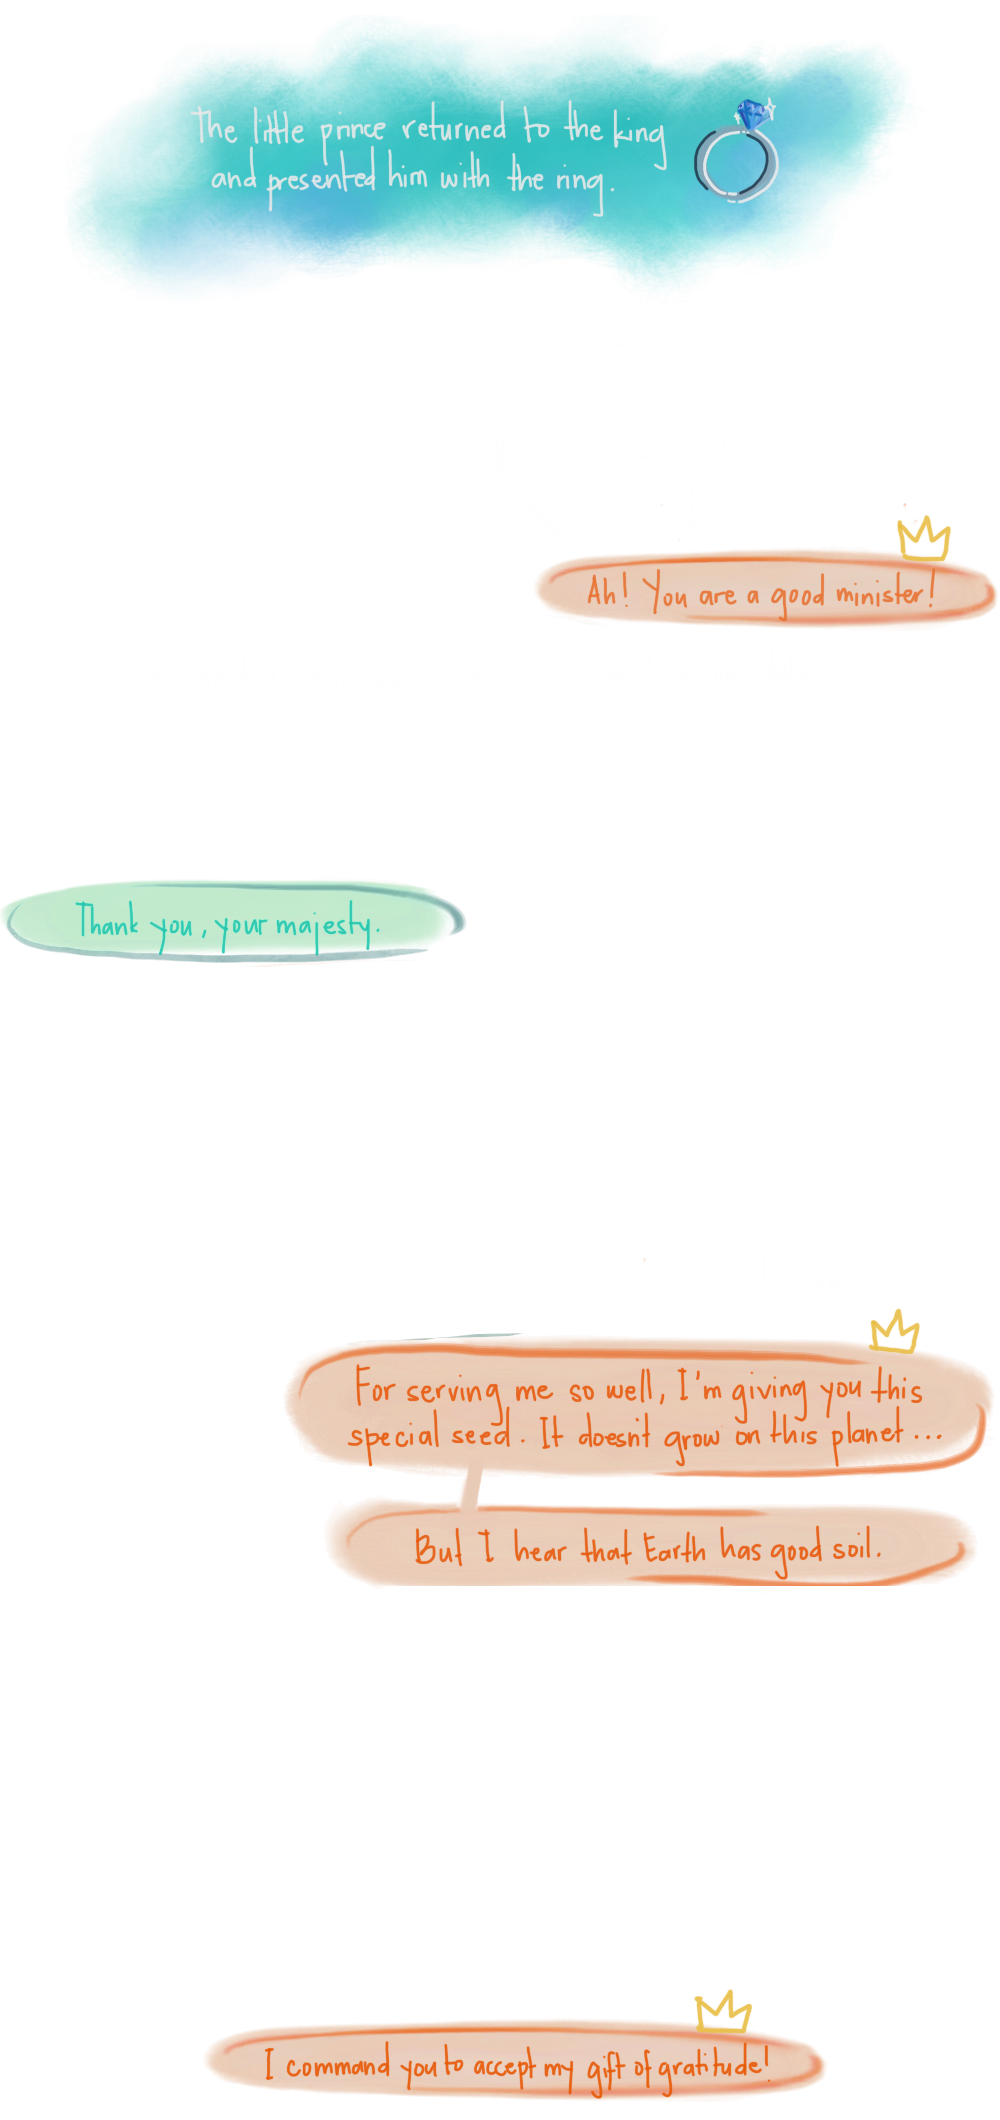 The little prince returned to the king
and presented him with the ring.
Ah! You are a good minister!
Thank you, your majesty.
For serving me so well, I'm giving you this
special seed. It doesn't grow on this planet...
But I hear that Earth has good soil.
I command you to accept my gift of gratitude!